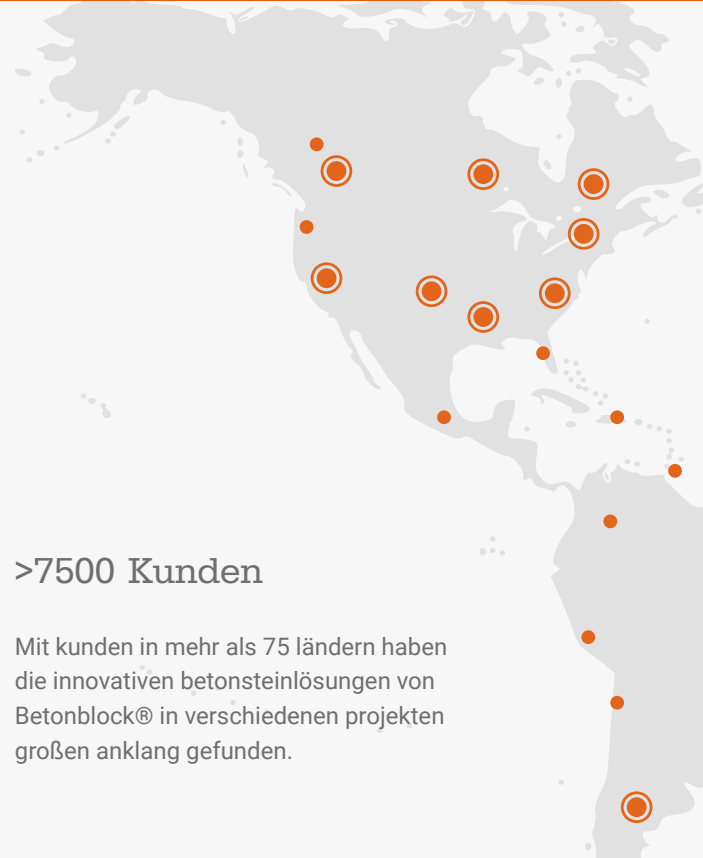 >7500 Kunden
Mit kunden in mehr als 75 ländern haben
die innovativen betonsteinlösungen von
Betonblock® in verschiedenen projekten
großen anklang gefunden.